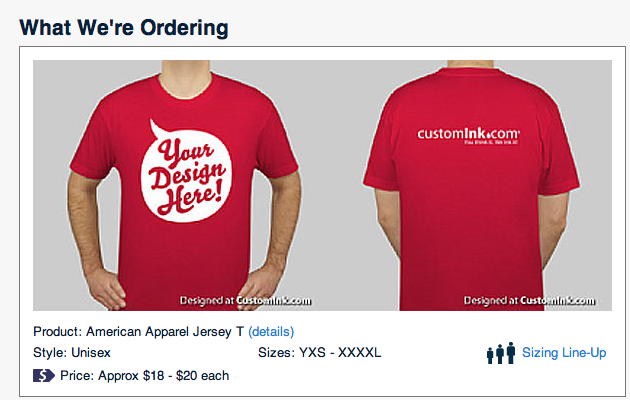 What We're Ordering
Your
Design
Here!
customInk.com®
You think it. We ink it!
Designed at CustomInk.com
Designed at CustomInk.com
Product: American Apparel Jersey T (details)
Style: Unisex
Sizes: YXS - XXXXL
Sizing Line-Up
$ Price: Approx $18 - $20 each